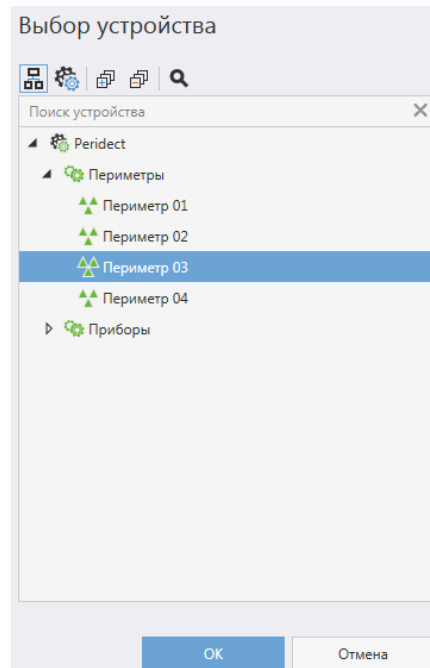 Выбор устройства
Поиск устройства
Peridect
Периметры
Периметр 01
Периметр 02
Периметр 03
Периметр 04
Приборы
OK
Отмена